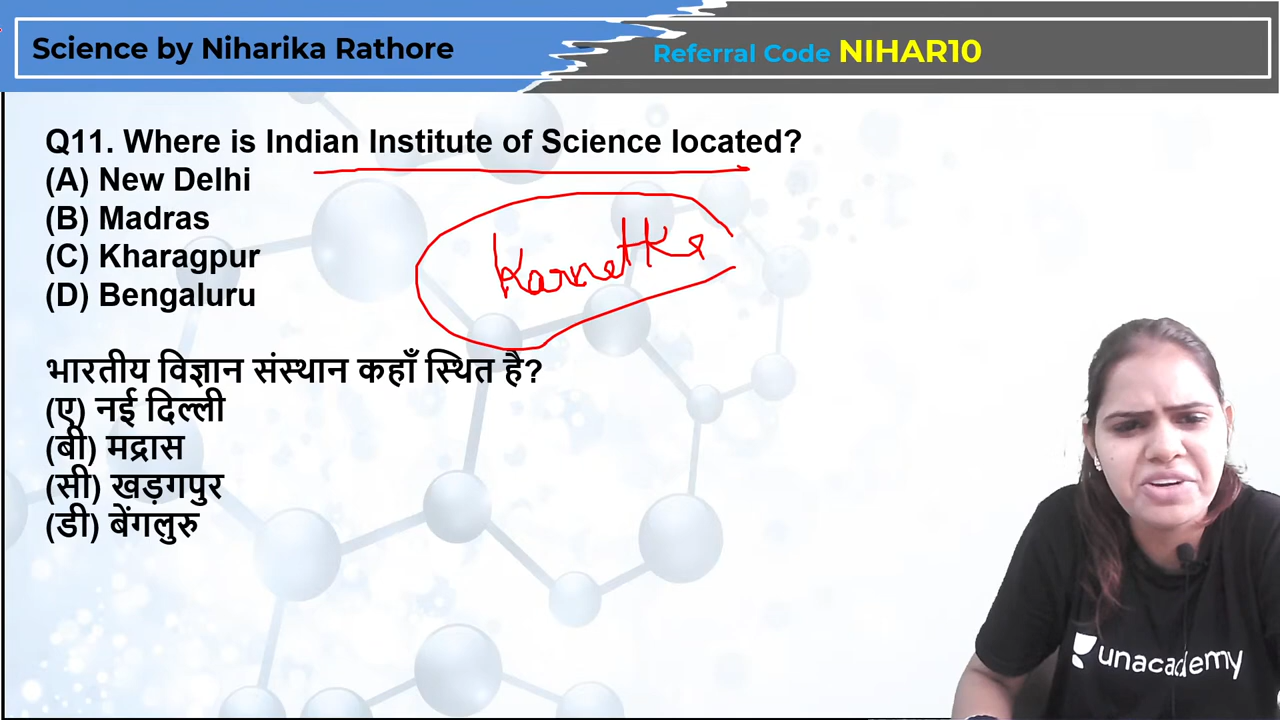 Science by Niharika Rathore
Referral Code NIHAR10
Q11. Where is Indian Institute of Science located?
(A) New Delhi
(B) Madras
(C) Kharagpur
(D) Bengaluru
Karnatka
भारतीय विज्ञान संस्थान कहाँ स्थित है?
(ए) नई दिल्ली
(बी) मद्रास
(सी) खड़गपुर
(डी) बेंगलुरु
unacademy